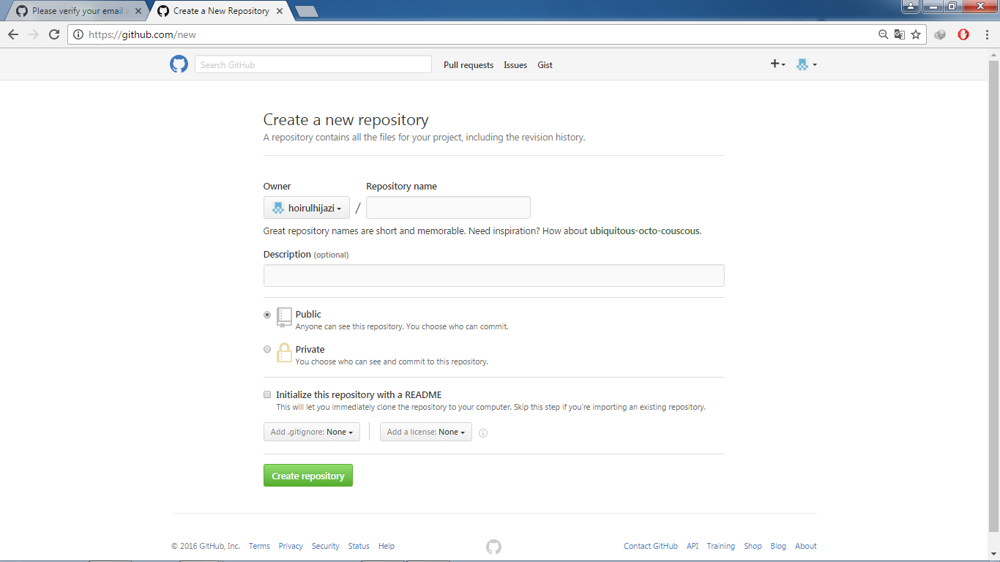 Please verify your email a
Create a New Repository
https://github.com/new
Search GitHub
Pull requests Issues Gist
Create a new repository
A repository contains all the files for your project, including the revision history.
Owner Repository name
hoirulhijazi /
Great repository names are short and memorable. Need inspiration? How about ubiquitous-octo-couscous.
Description (optional)
Public
Anyone can see this repository. You choose who can commit.
Private
You choose who can see and commit to this repository.
Initialize this repository with a README
This will let you immediately clone the repository to your computer. Skip this step if you’re importing an existing repository.
Add .gitignore: None Add a license: None
Create repository
© 2016 GitHub, Inc. Terms Privacy Security Status Help Contact GitHub API Training Shop Blog About